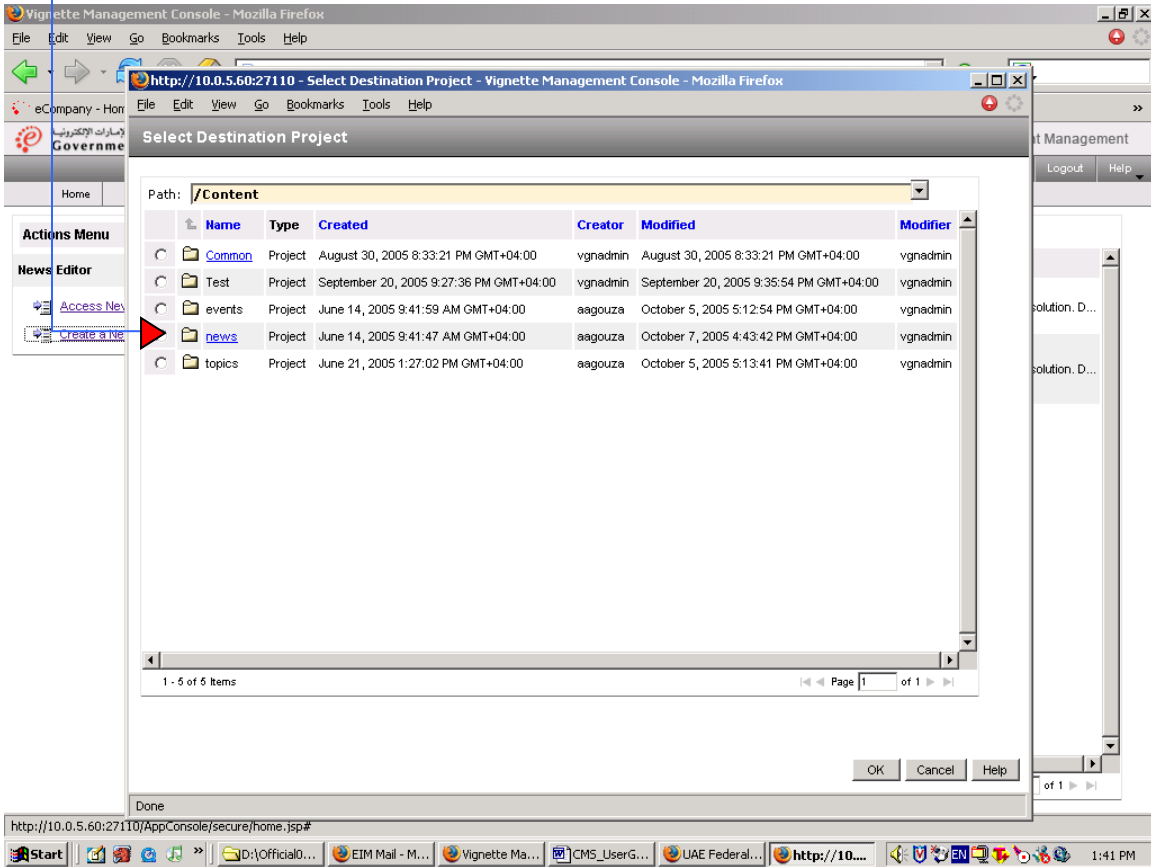 Vignette Management Console - Mozilla Firefox
File Edit View Go Bookmarks Tools Help
http://10.0.5.60:27110 - Select Destination Project - Vignette Management Console - Mozilla Firefox
eCompany - Hom
File Edit View Go Bookmarks Tools Help
»
الإمارات الإلكترونية
Governme
Select Destination Project
nt Management
Logout Help
Home
Path: /Content
Name Type Created Creator Modified Modifier
Actions Menu
Common Project August 30, 2005 8:33:21 PM GMT+04:00 vgnadmin August 30, 2005 8:33:21 PM GMT+04:00 vgnadmin
News Editor
Test Project September 20, 2005 9:27:36 PM GMT+04:00 vgnadmin September 20, 2005 9:35:54 PM GMT+04:00 vgnadmin
Access Nev
events Project June 14, 2005 9:41:59 AM GMT+04:00 aagouza October 5, 2005 5:12:54 PM GMT+04:00 vgnadmin
solution. D...
Create a Ne
news Project June 14, 2005 9:41:47 AM GMT+04:00 aagouza October 7, 2005 4:43:42 PM GMT+04:00 vgnadmin
topics Project June 21, 2005 1:27:02 PM GMT+04:00 aagouza October 5, 2005 5:13:41 PM GMT+04:00 vgnadmin
solution. D...
1 - 5 of 5 Items
Page 1 of 1
OK Cancel Help
of 1
Done
http://10.0.5.60:27110/AppConsole/secure/home.jsp#
Start » D:\Official0... EIM Mail - M... Vignette Ma... CMS_UserG... UAE Federal... http://10.... EN 1:41 PM